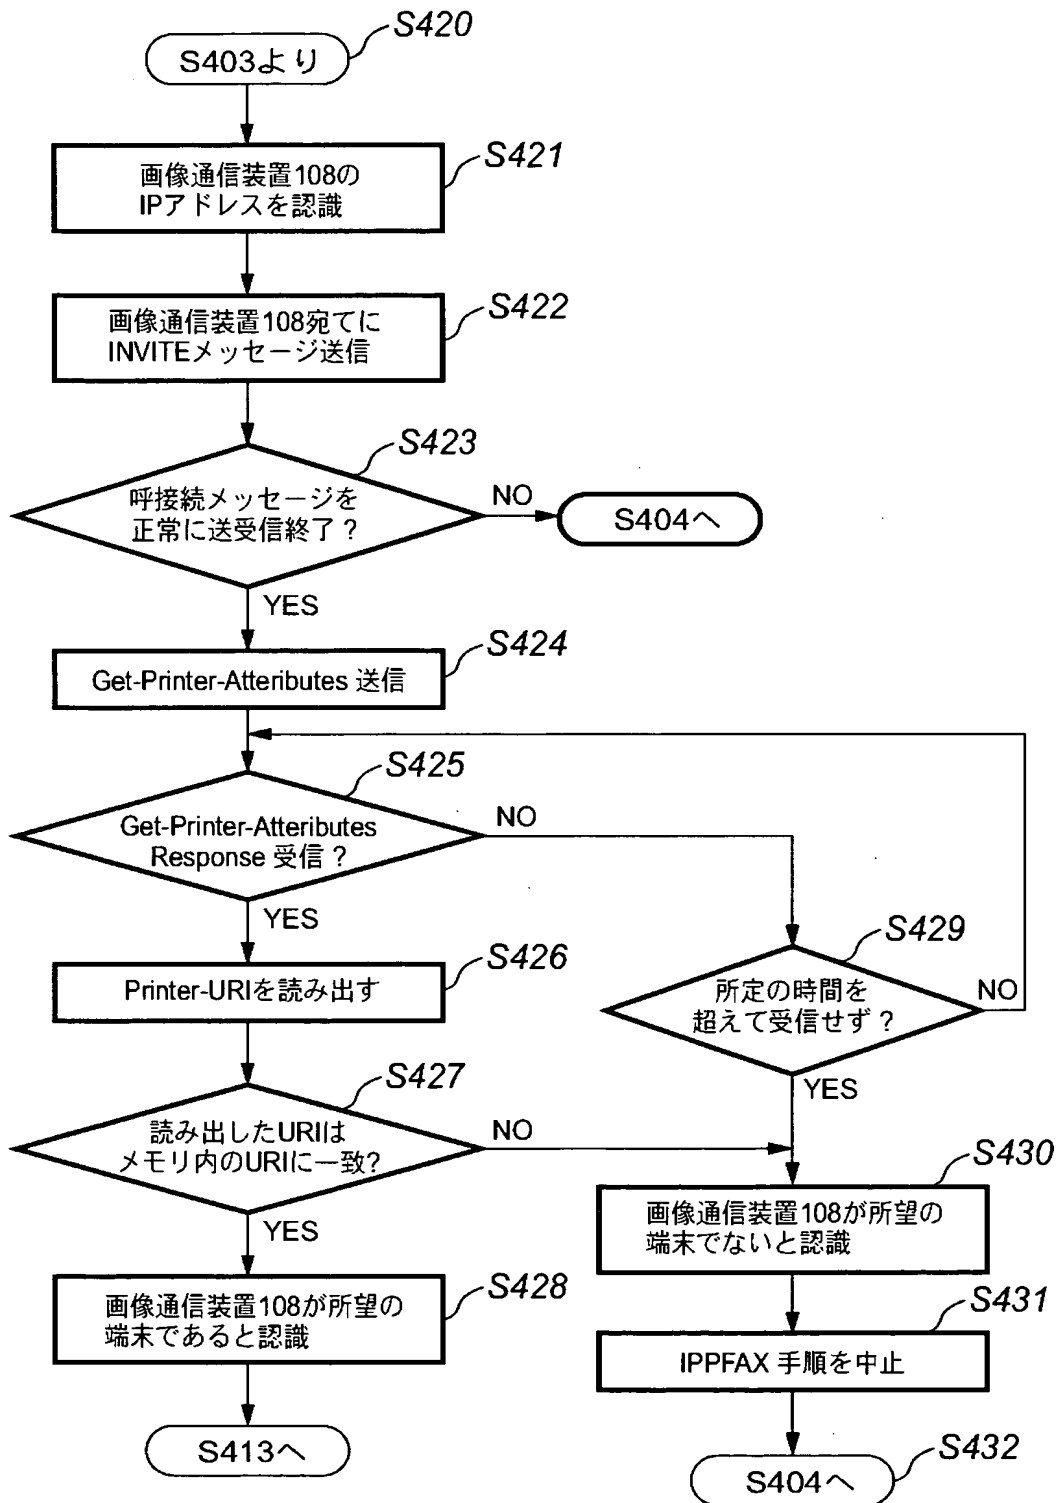 S420
S403より
S421
画像通信装置108の
IPアドレスを認識
S422
画像通信装置108宛てに
INVITEメッセージ送信
S423
呼接続メッセージを
正常に送受信終了？
NO
S404へ
YES
S424
Get-Printer-Atteributes 送信
S425
Get-Printer-Atteributes
Response 受信？
NO
YES
S429
所定の時間を
超えて受信せず？
NO
YES
S426
Printer-URIを読み出す
S427
読み出したURIは
メモリ内のURIに一致?
NO
YES
S430
画像通信装置108が所望の
端末でないと認識
S428
画像通信装置108が所望の
端末であると認識
S431
IPPFAX 手順を中止
S413へ
S432
S404へ